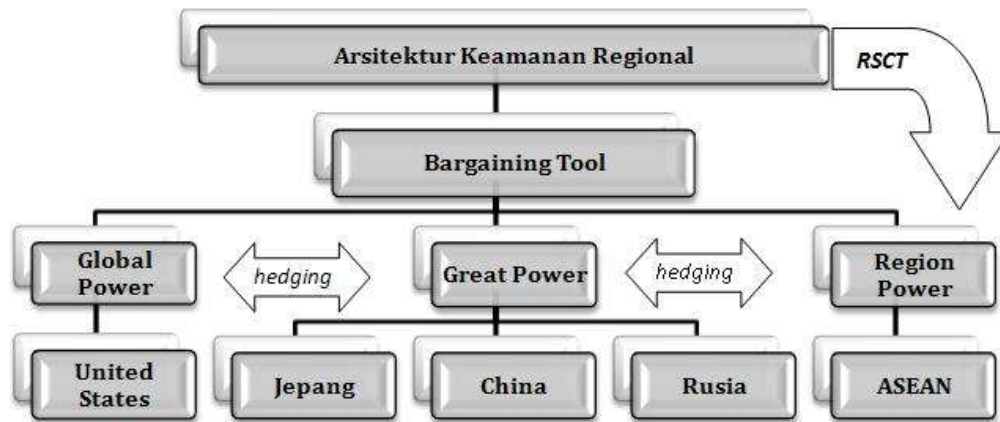 Arsitektur Keamanan Regional
RSCT
Bargaining Tool
Global
Power
hedging
Great Power
hedging
Region
Power
United
States
Jepang
China
Rusia
ASEAN